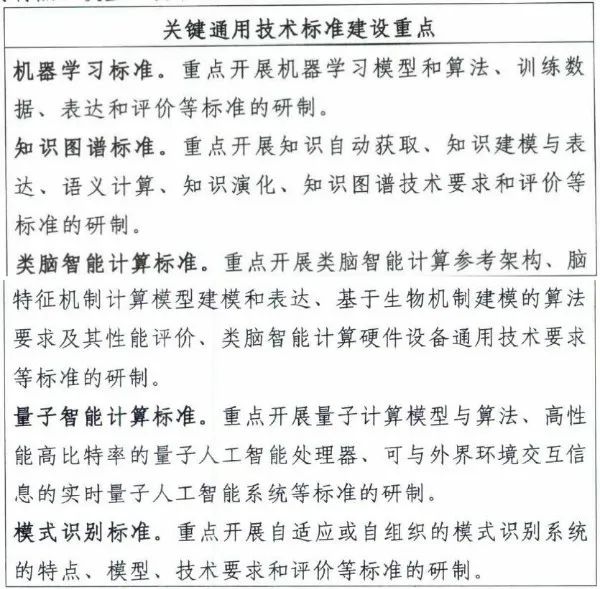 关键通用技术标准建设重点
机器学习标准。重点开展机器学习模型和算法、训练数
据、表达和评价等标准的研制。
知识图谱标准。重点开展知识自动获取、知识建模与表
达、语义计算、知识演化、知识图谱技术要求和评价等
标准的研制。
类脑智能计算标准。重点开展类脑智能计算参考架构、脑
特征机制计算模型建模和表达、基于生物机制建模的算法
要求及其性能评价、类脑智能计算硬件设备通用技术要求
等标准的研制。
量子智能计算标准。重点开展量子计算模型与算法、高性
能高比特率的量子人工智能处理器、可与外界环境交互信
息的实时量子人工智能系统等标准的研制。
模式识别标准。重点开展自适应或自组织的模式识别系统
的特点、模型、技术要求和评价等标准的研制。